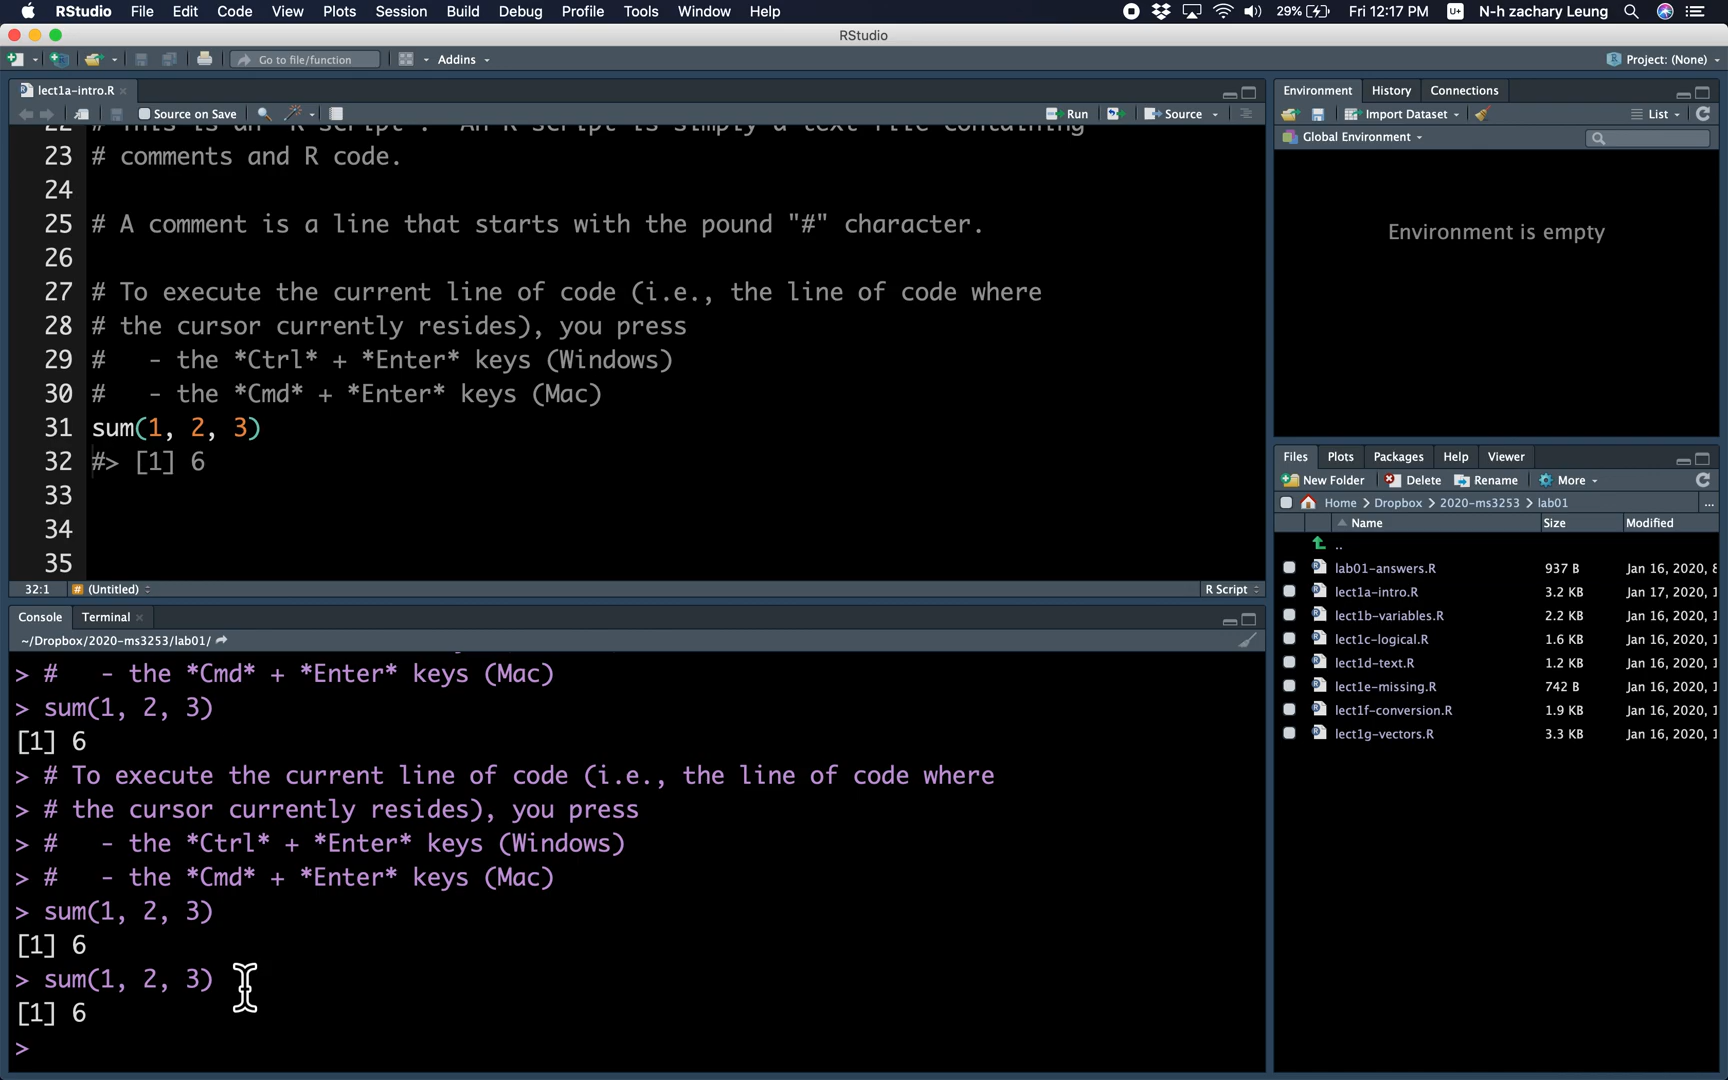 RStudio File Edit Code View Plots Session Build Debug Profile Tools Window Help 29% Fri 12:17 PM U+ N-h zachary Leung
RStudio
Go to file/function Addins Project: (None)
lect1a-intro.R
Source on Save Run Source
23 # comments and R code.
24
25 # A comment is a line that starts with the pound "#" character.
26
27 # To execute the current line of code (i.e., the line of code where
28 # the cursor currently resides), you press
29 #   - the *Ctrl* + *Enter* keys (Windows)
30 #   - the *Cmd* + *Enter* keys (Mac)
31 sum(1, 2, 3)
32 #> [1] 6
33
34
35
32:1 # (Untitled) R Script
Console Terminal
~/Dropbox/2020-ms3253/lab01/
> #   - the *Cmd* + *Enter* keys (Mac)
> sum(1, 2, 3)
[1] 6
> # To execute the current line of code (i.e., the line of code where
> # the cursor currently resides), you press
> #   - the *Ctrl* + *Enter* keys (Windows)
> #   - the *Cmd* + *Enter* keys (Mac)
> sum(1, 2, 3)
[1] 6
> sum(1, 2, 3)
[1] 6
>
Environment History Connections
Import Dataset List
Global Environment
Environment is empty
Files Plots Packages Help Viewer
New Folder Delete Rename More
Home > Dropbox > 2020-ms3253 > lab01 ...
Name Size Modified
..
lab01-answers.R 937 B Jan 16, 2020,
lect1a-intro.R 3.2 KB Jan 17, 2020,
lect1b-variables.R 2.2 KB Jan 16, 2020,
lect1c-logical.R 1.6 KB Jan 16, 2020,
lect1d-text.R 1.2 KB Jan 16, 2020,
lect1e-missing.R 742 B Jan 16, 2020,
lect1f-conversion.R 1.9 KB Jan 16, 2020,
lect1g-vectors.R 3.3 KB Jan 16, 2020,